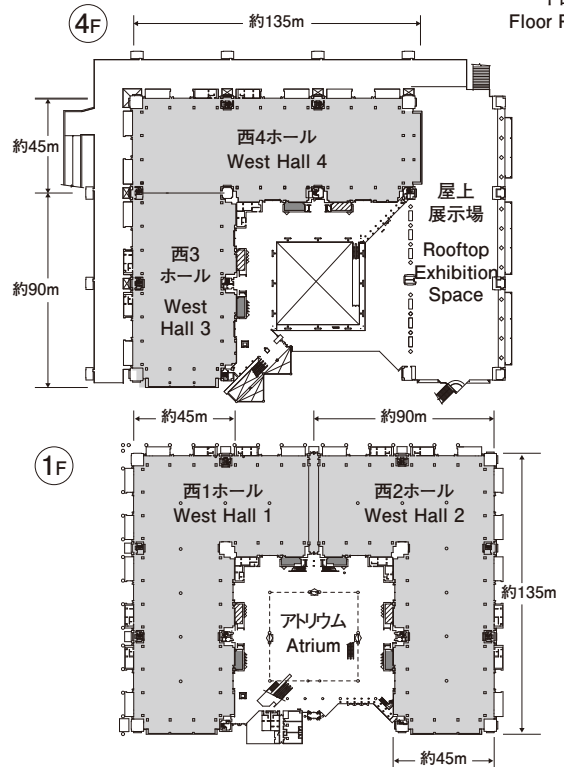 4F
約135m
Floor
約45m
西4ホール
West Hall 4
屋上
展示場
Rooftop
Exhibition
Space
西3
ホール
West
Hall 3
約90m
1F
約45m
約90m
西1ホール
West Hall 1
西2ホール
West Hall 2
約135m
アトリウム
Atrium
約45m